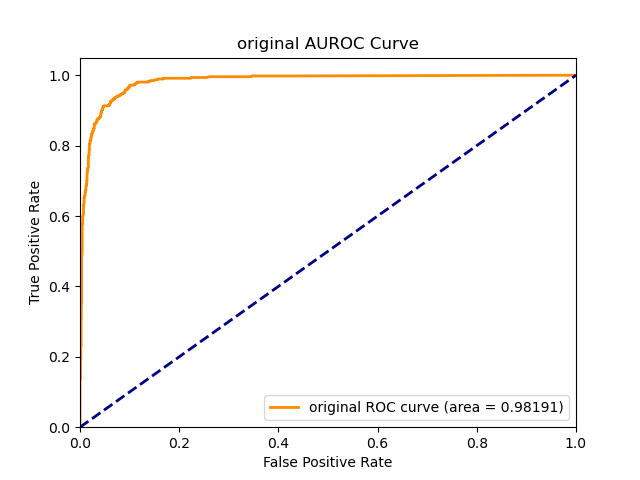 original AUROC Curve
True Positive Rate
1.0
0.8
0.6
0.4
0.2
0.0
original ROC curve (area = 0.98191)
0.0 0.2 0.4 0.6 0.8 1.0
False Positive Rate